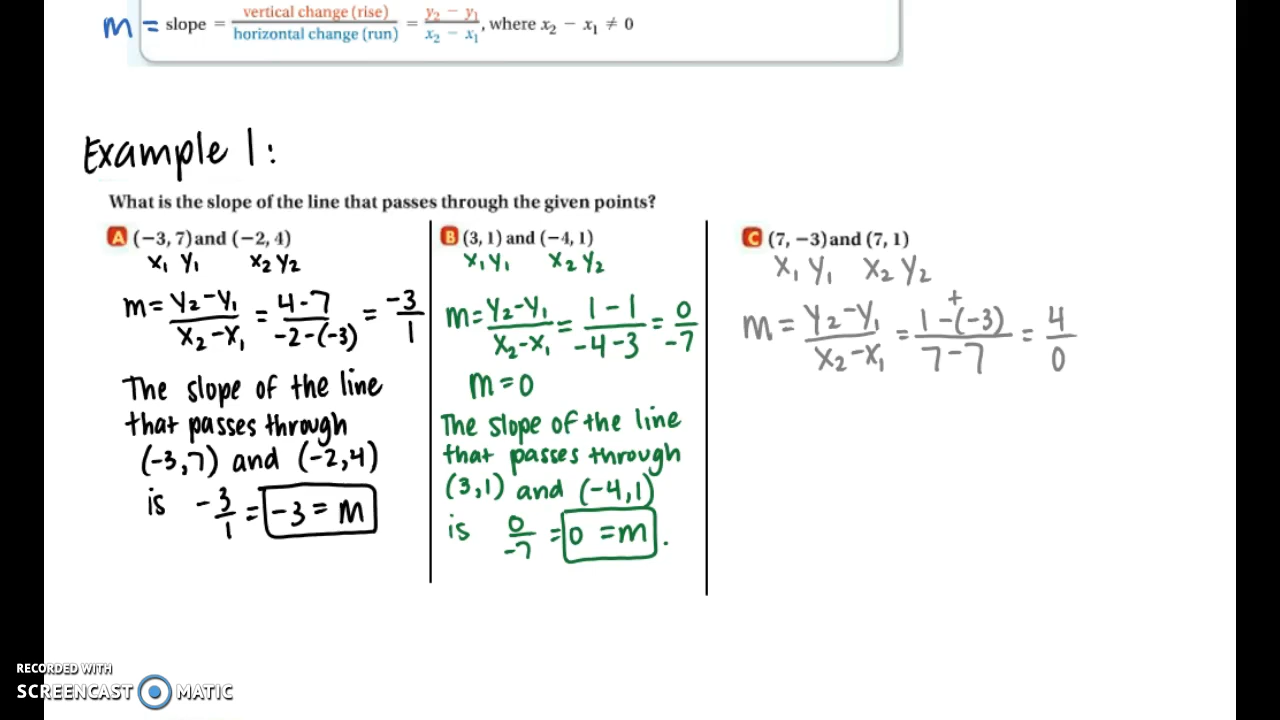 m = slope = vertical change (rise) / horizontal change (run) = y₂ − y₁ / x₂ − x₁, where x₂ − x₁ ≠ 0
Example 1:
What is the slope of the line that passes through the given points?
A (−3, 7) and (−2, 4)
x₁ y₁ x₂ y₂
m = y₂−y₁ / x₂−x₁ = 4−7 / −2−(−3) = −3 / 1
The slope of the line
that passes through
(−3,7) and (−2,4)
is −3/1 = −3 = m
B (3, 1) and (−4, 1)
x₁ y₁ x₂ y₂
m = y₂−y₁ / x₂−x₁ = 1−1 / −4−3 = 0 / −7
m = 0
The slope of the line
that passes through
(3,1) and (−4,1)
is 0/−7 = 0 = m.
C (7, −3) and (7, 1)
x₁ y₁ x₂ y₂
+
m = y₂−y₁ / x₂−x₁ = 1−(−3) / 7−7 = 4 / 0
RECORDED WITH
SCREENCAST MATIC